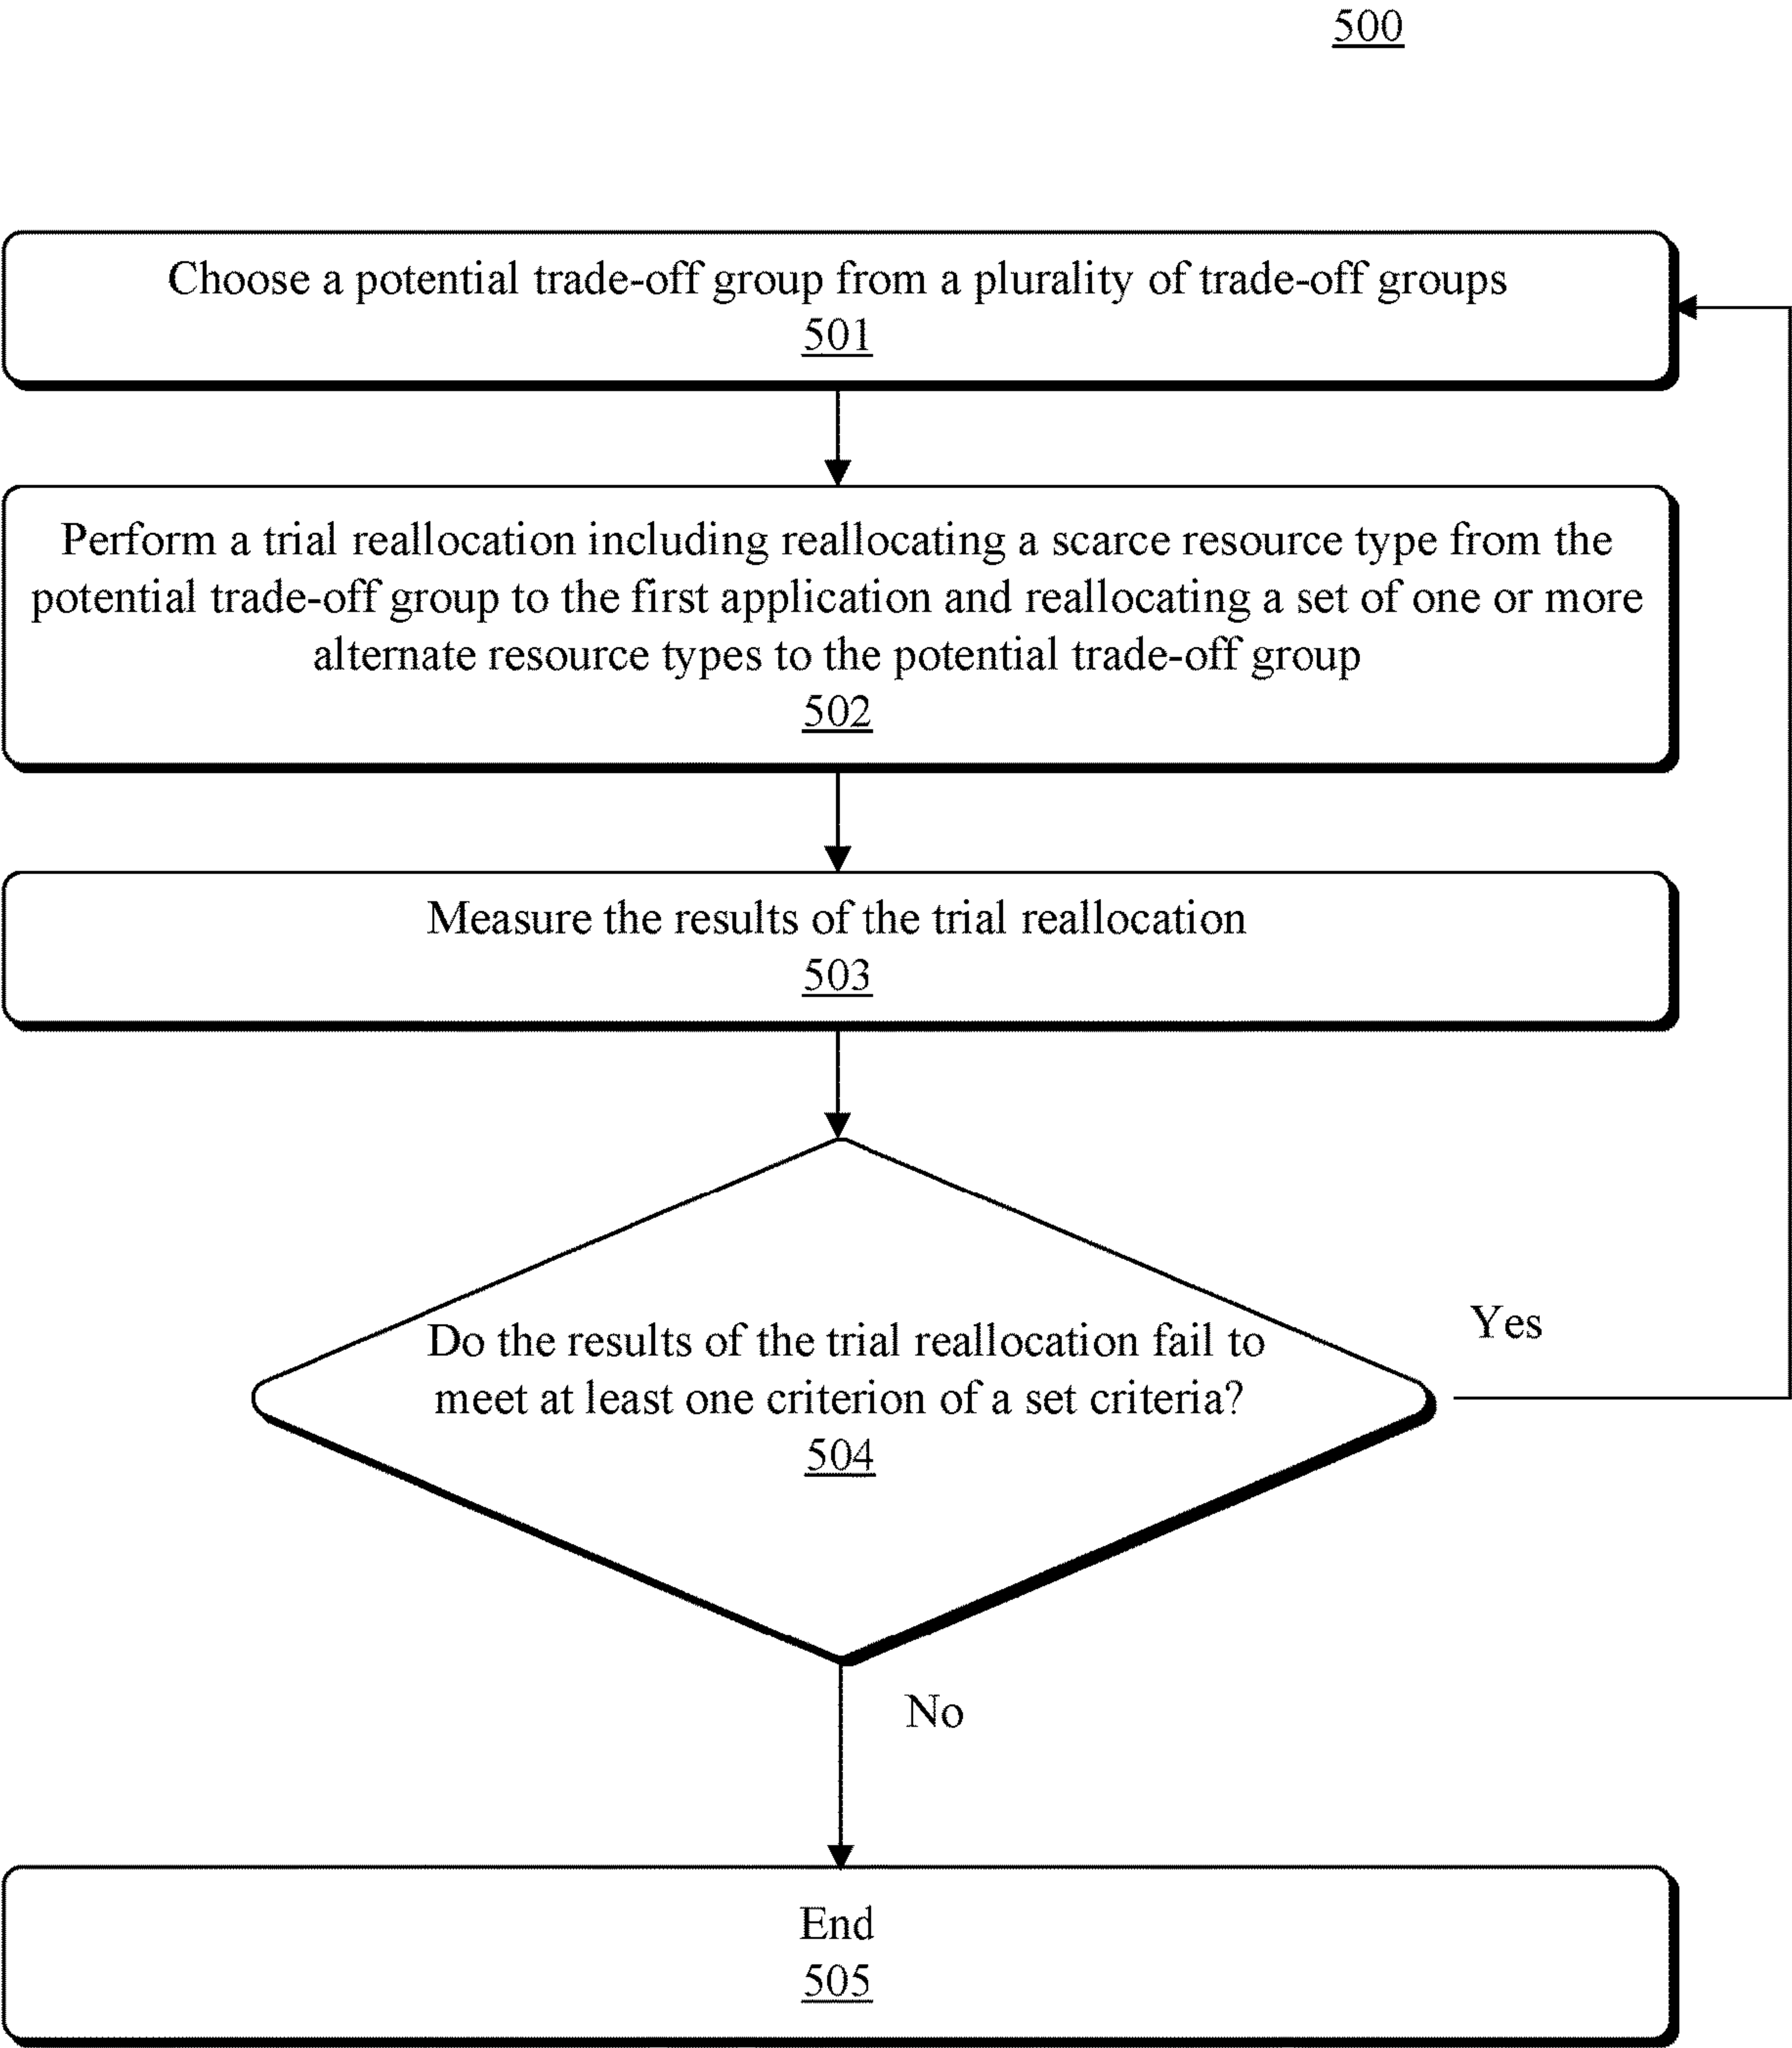 500
Choose a potential trade-off group from a plurality of trade-off groups
501
Perform a trial reallocation including reallocating a scarce resource type from the
potential trade-off group to the first application and reallocating a set of one or more
alternate resource types to the potential trade-off group
502
Measure the results of the trial reallocation
503
Do the results of the trial reallocation fail to
meet at least one criterion of a set criteria?
504
Yes
No
End
505